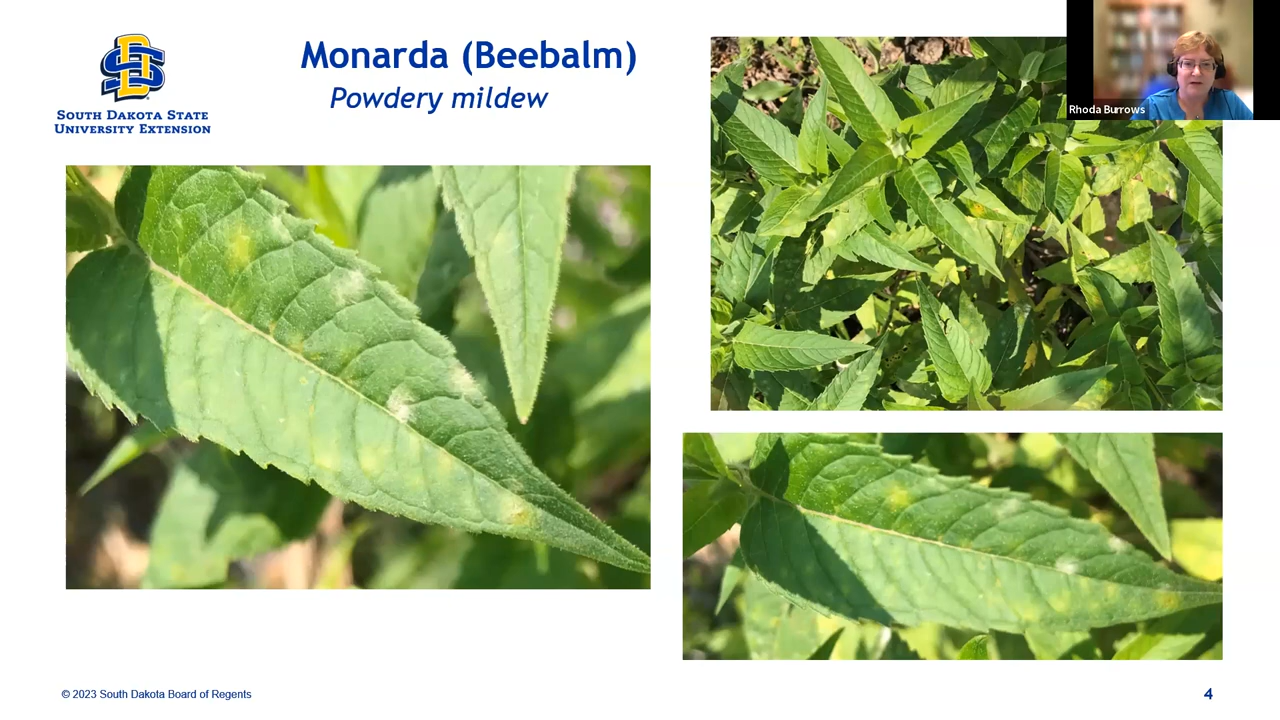 SOUTH DAKOTA STATE
UNIVERSITY EXTENSION
Monarda (Beebalm)
Powdery mildew
Rhoda Burrows
© 2023 South Dakota Board of Regents
4